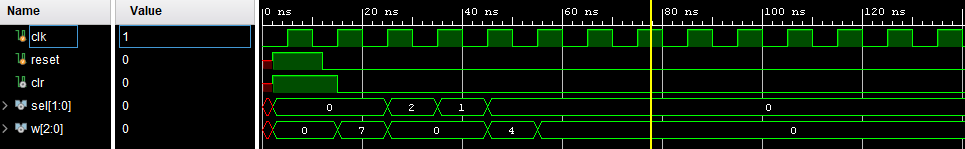 Name Value 0 ns 20 ns 40 ns 60 ns 80 ns 100 ns 120 ns
clk 1
reset 0
clr 0
sel[1:0] 0 0 2 1 0
w[2:0] 0 0 7 0 4 0